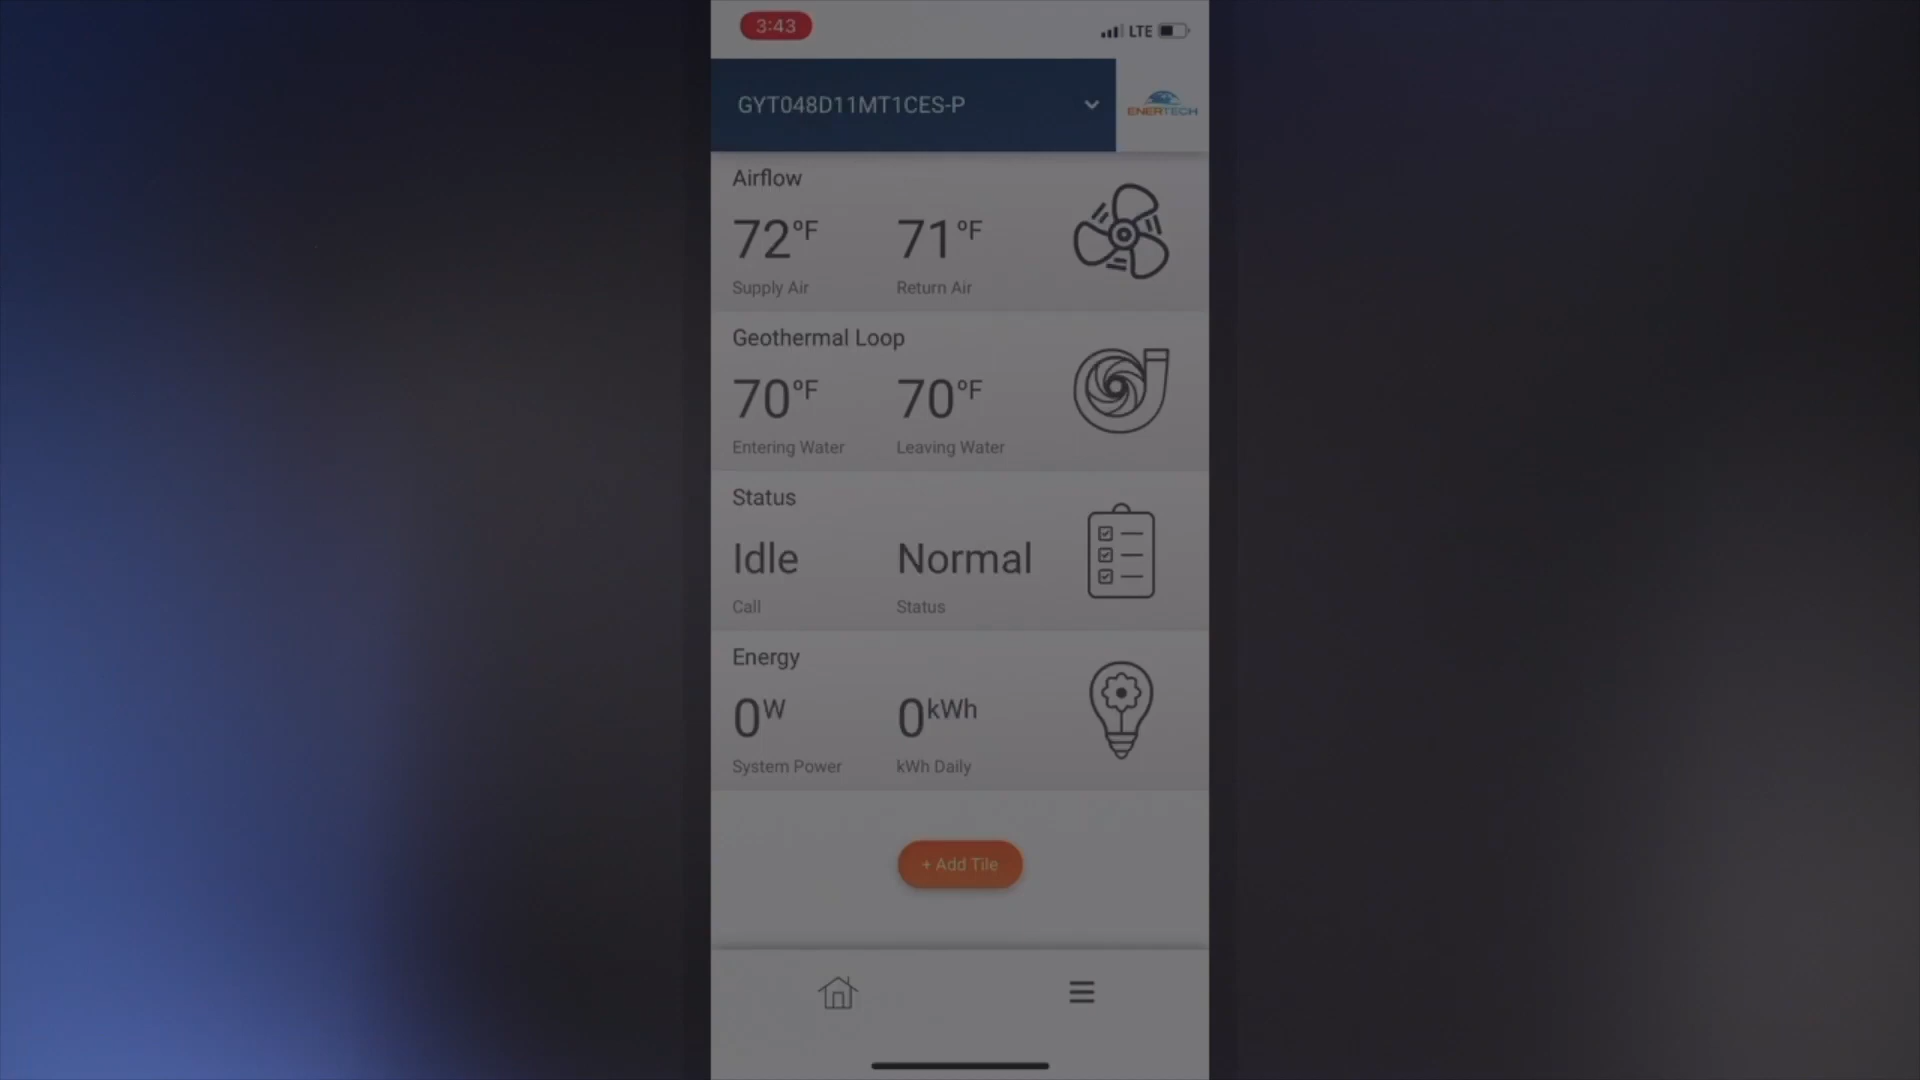 3:43
LTE
GYT048D11MT1CES-P
ENERTECH
Airflow
72°F 71°F
Supply Air Return Air
Geothermal Loop
70°F 70°F
Entering Water Leaving Water
Status
Idle Normal
Call Status
Energy
0W 0kWh
System Power kWh Daily
+ Add Tile